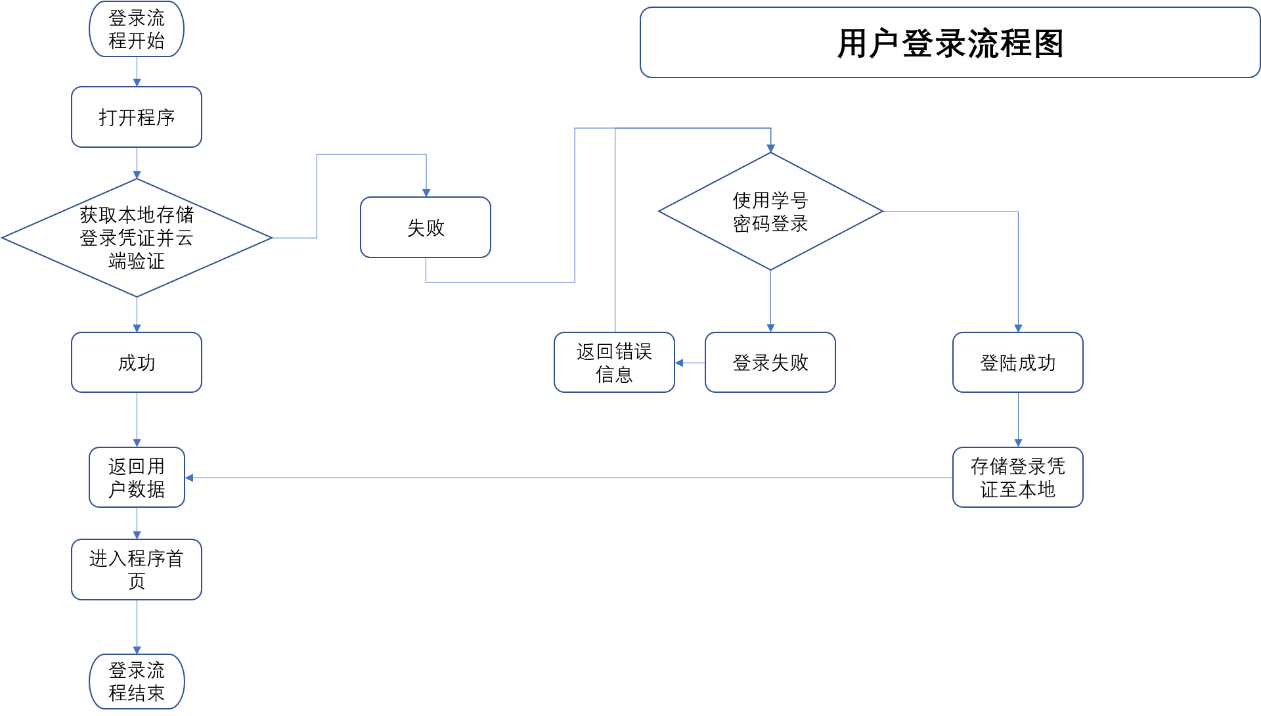 用户登录流程图
登录流
程开始
打开程序
获取本地存储
登录凭证并云
端验证
失败
使用学号
密码登录
成功
返回错误
信息
登录失败
登陆成功
返回用
户数据
存储登录凭
证至本地
进入程序首
页
登录流
程结束